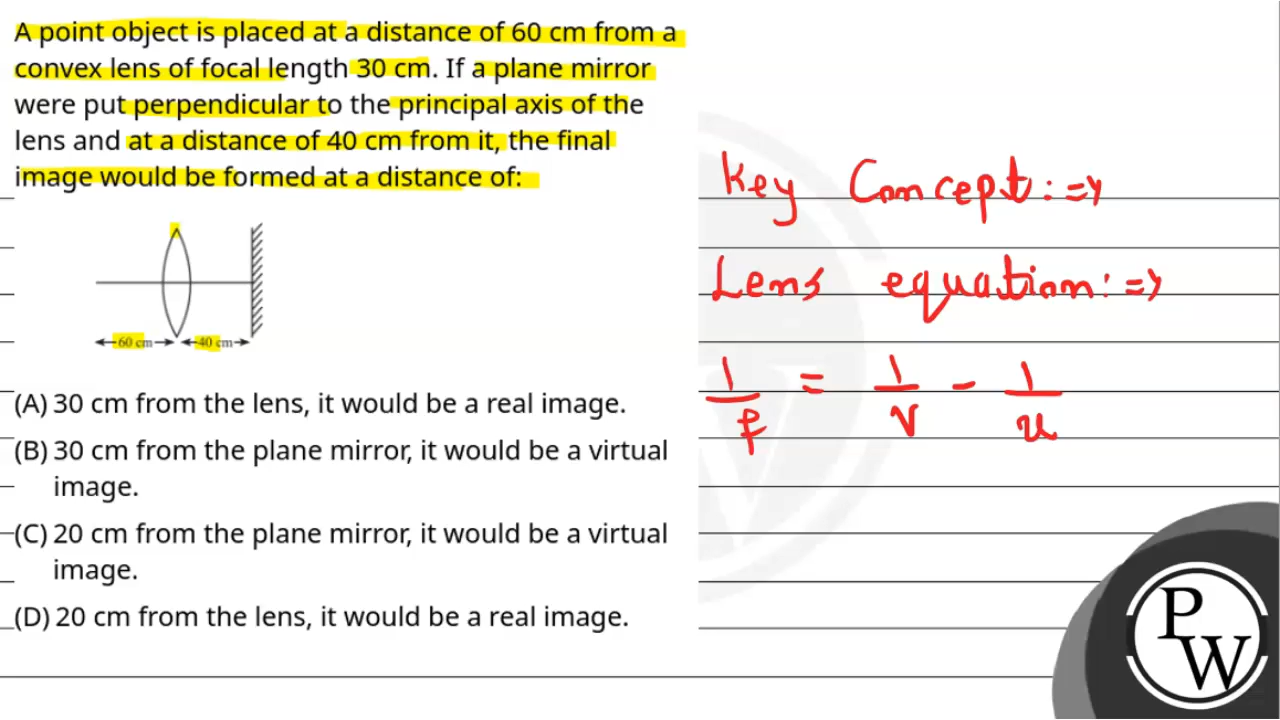 A point object is placed at a distance of 60 cm from a
convex lens of focal length 30 cm. If a plane mirror
were put perpendicular to the principal axis of the
lens and at a distance of 40 cm from it, the final
image would be formed at a distance of:
60 cm 40 cm
(A) 30 cm from the lens, it would be a real image.
(B) 30 cm from the plane mirror, it would be a virtual
image.
(C) 20 cm from the plane mirror, it would be a virtual
image.
(D) 20 cm from the lens, it would be a real image.
Key Concept: ⇒
Lens equation: ⇒
1/f = 1/v - 1/u
P
W